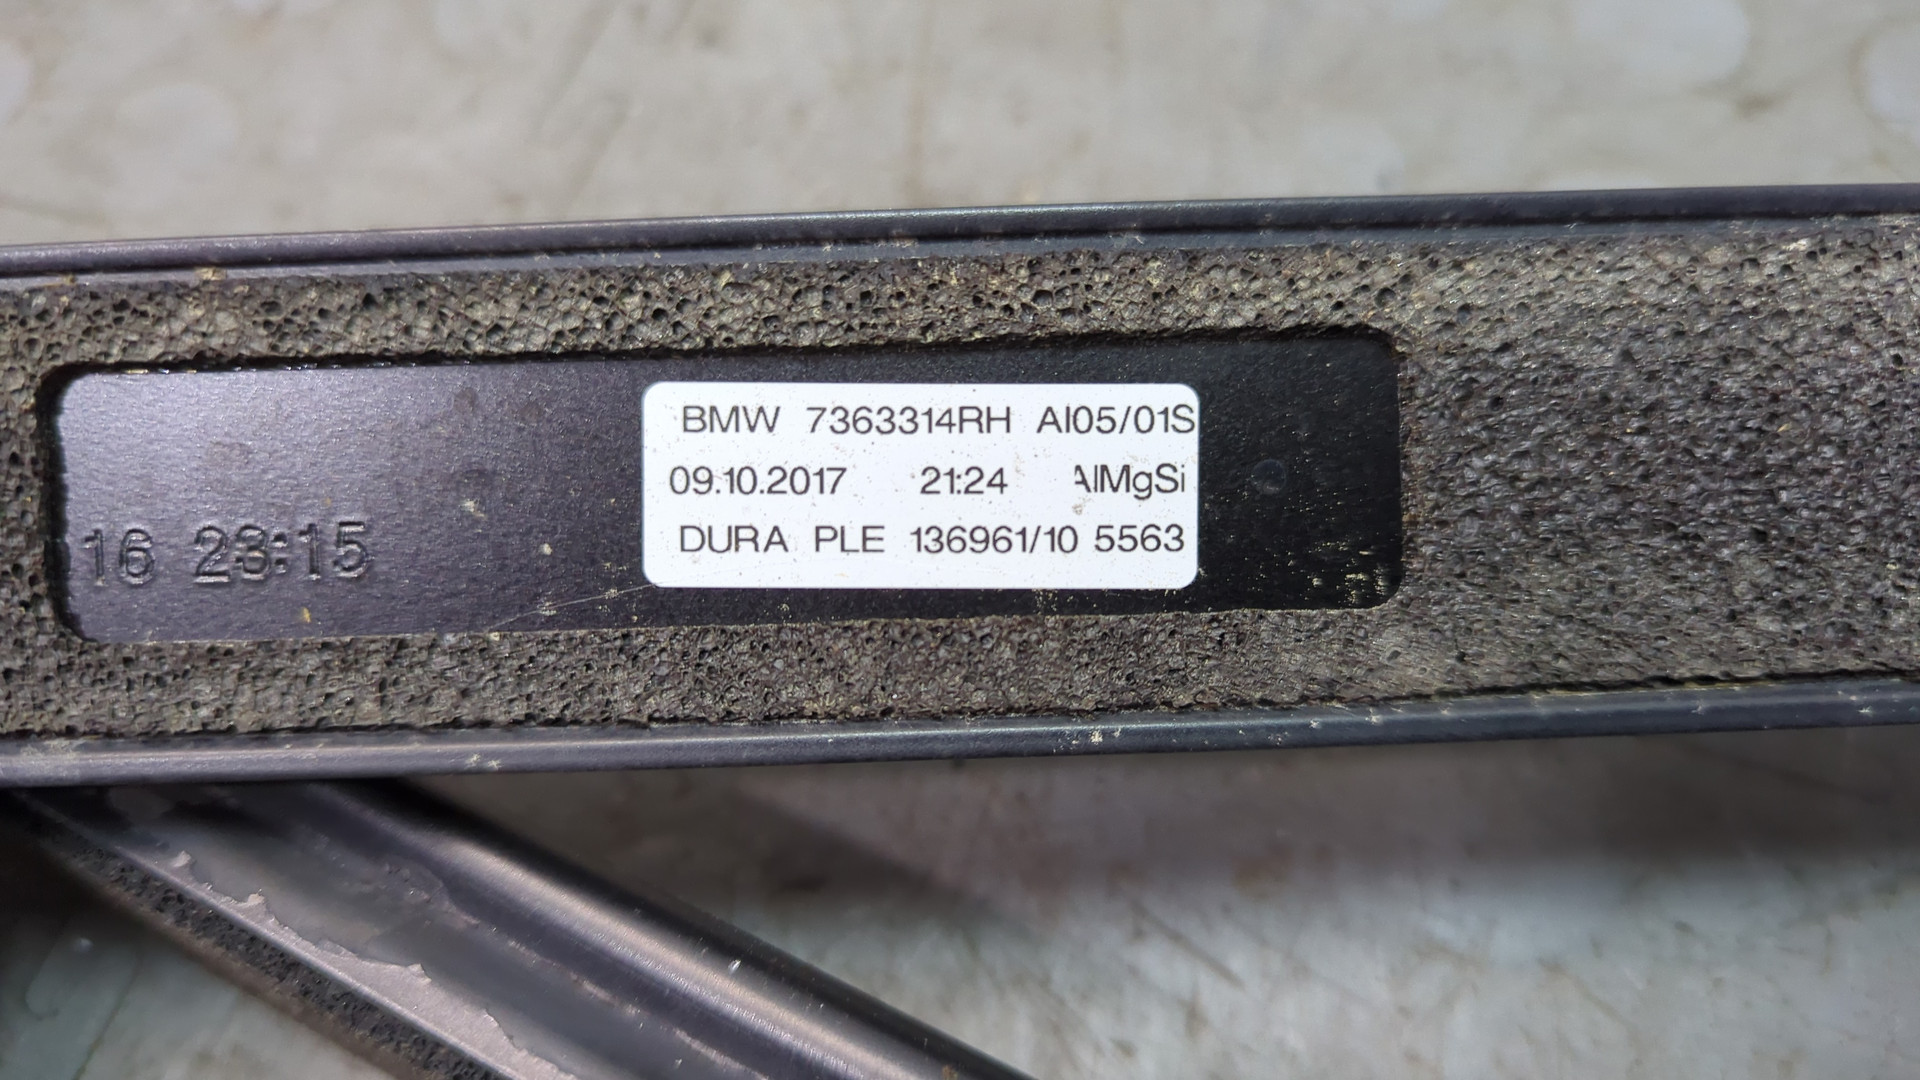 BMW 7363314RH AI05/01S
09.10.2017 21:24 AlMgSi
DURA PLE 136961/10 5563
16 23:15